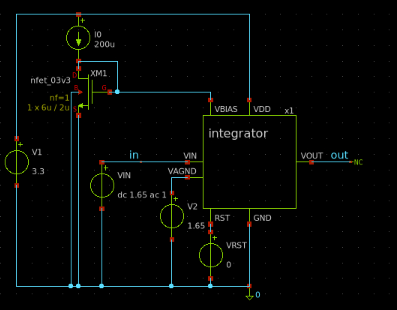 I0
200u
nfet_03v3
XM1
D
B
G
S
nf=1
1 x 6u / 2u
VBIAS
VDD
x1
integrator
V1
3.3
in
VIN
VOUT
out
NC
VAGND
VIN
dc 1.65 ac 1
V2
1.65
RST
GND
VRST
0
0